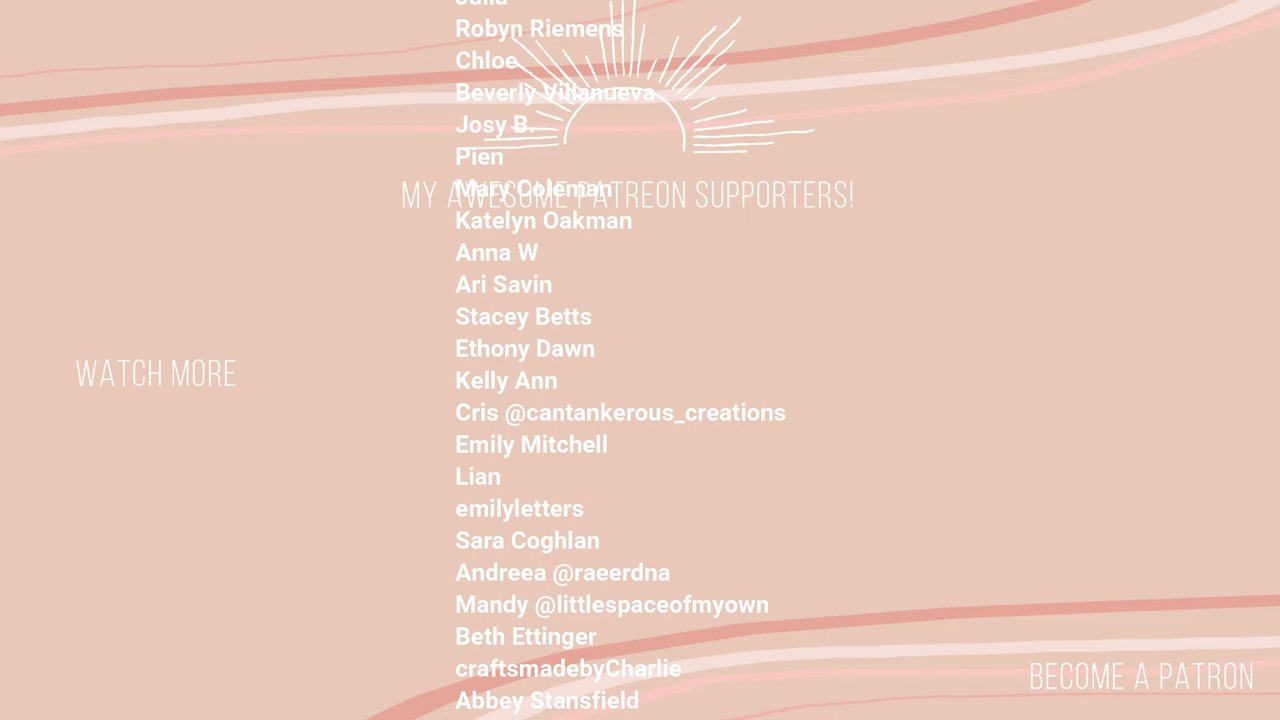 Julia
Robyn Riemens
Chloe
Beverly Villanueva
Josy B.
Pien
Mary Coleman
MY AWESOME PATREON SUPPORTERS!
Katelyn Oakman
Anna W
Ari Savin
Stacey Betts
Ethony Dawn
WATCH MORE
Kelly Ann
Cris @cantankerous_creations
Emily Mitchell
Lian
emilyletters
Sara Coghlan
Andreea @raeerdna
Mandy @littlespaceofmyown
Beth Ettinger
craftsmadebyCharlie
BECOME A PATRON
Abbey Stansfield